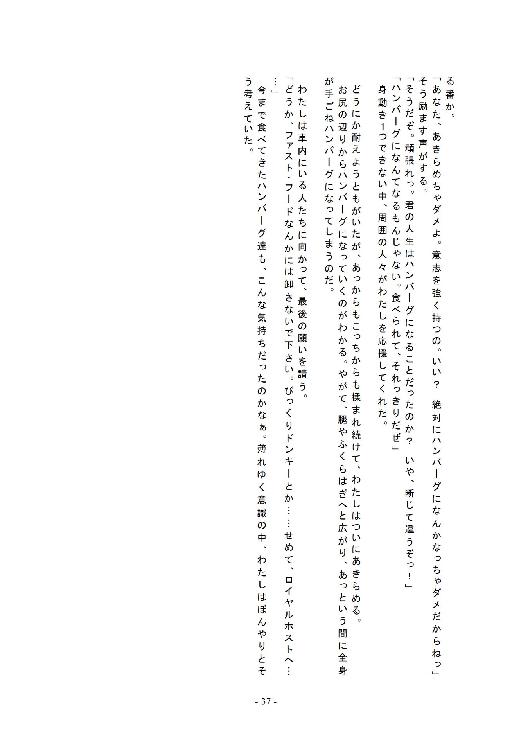 る番か。
「あなた、あきらめちゃダメよ。意志を強く持つの。いい？　絶対にハンバーグになんかなっちゃダメだからねっ」
そう励ます声がする。
「そうだぞ。頑張れっ。君の人生はハンバーグになることだったのか？　いや、断じて違うぞっ！」
「ハンバーグになんてなるもんじゃない。食べられて、それっきりだぜ」
身動き１つできない中、周囲の人々がわたしを応援してくれた。
どうにか耐えようともがいたが、あっからもこっちからも揉まれ続けて、わたしはついにあきらめる。
お尻の辺りからハンバーグになっていくのがわかる。やがて、腿やふくらはぎへと広がり、あっという間に全身
が手ごねハンバーグになってしまうのだ。
わたしは車内にいる人たちに向かって、最後の願いを請う。
「どうか、ファスト・フードなんかには卸さないで下さい。びっくりドンキーとか……せめて、ロイヤルホストへ…
…」
今まで食べてきたハンバーグ達も、こんな気持ちだったのかなぁ。薄れゆく意識の中、わたしはぼんやりとそ
う考えていた。
- 37 -